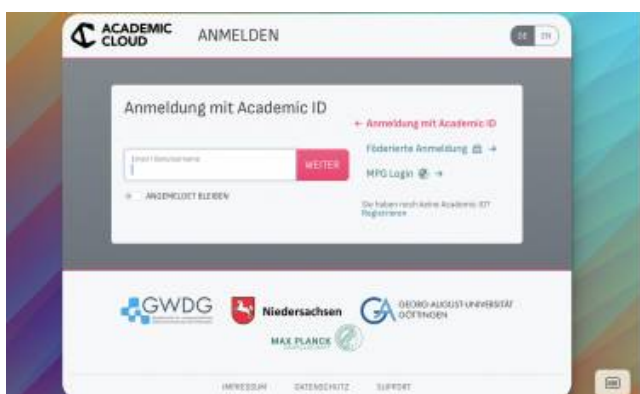 ACADEMIC
CLOUD
ANMELDEN
DE EN
Anmeldung mit Academic ID
← Anmeldung mit Academic ID
Föderierte Anmeldung →
MPG Login →
WEITER
ANGEMELDET BLEIBEN
Sie haben noch keine Academic ID?
Registrieren
GWDG
Niedersachsen
GEORG-AUGUST-UNIVERSITÄT
GÖTTINGEN
MAX PLANCK
IMPRESSUM DATENSCHUTZ SUPPORT